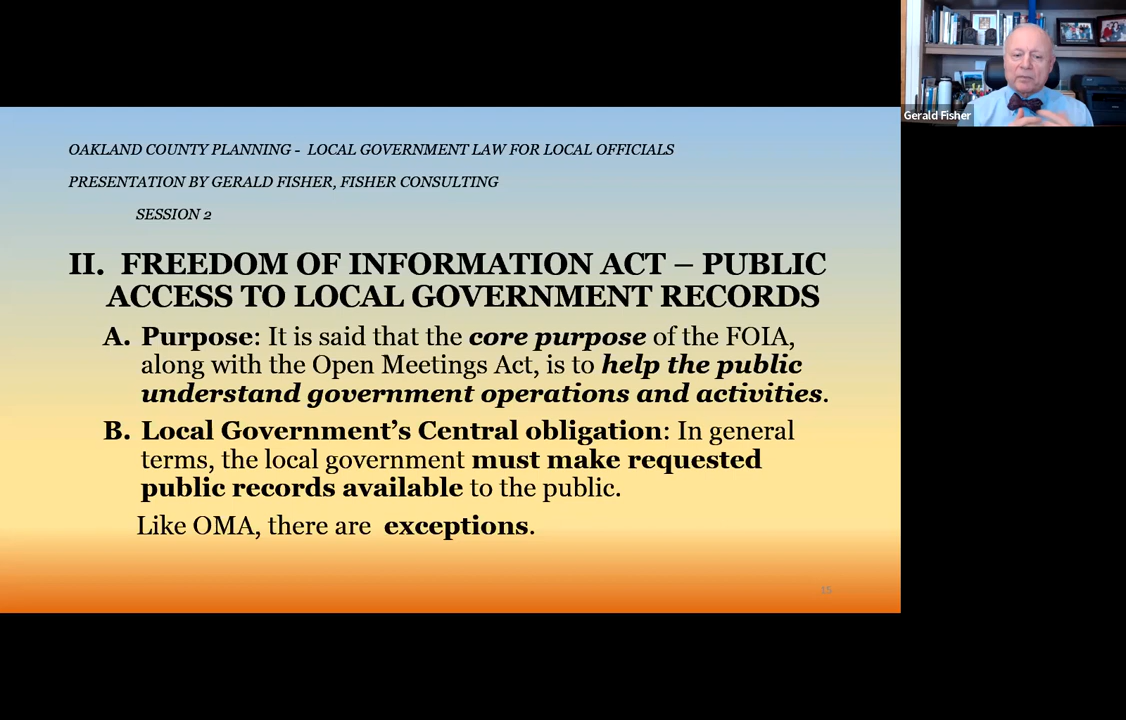 Gerald Fisher
OAKLAND COUNTY PLANNING - LOCAL GOVERNMENT LAW FOR LOCAL OFFICIALS
PRESENTATION BY GERALD FISHER, FISHER CONSULTING
SESSION 2
II. FREEDOM OF INFORMATION ACT – PUBLIC
ACCESS TO LOCAL GOVERNMENT RECORDS
A. Purpose: It is said that the core purpose of the FOIA,
along with the Open Meetings Act, is to help the public
understand government operations and activities.
B. Local Government’s Central obligation: In general
terms, the local government must make requested
public records available to the public.
Like OMA, there are exceptions.
15